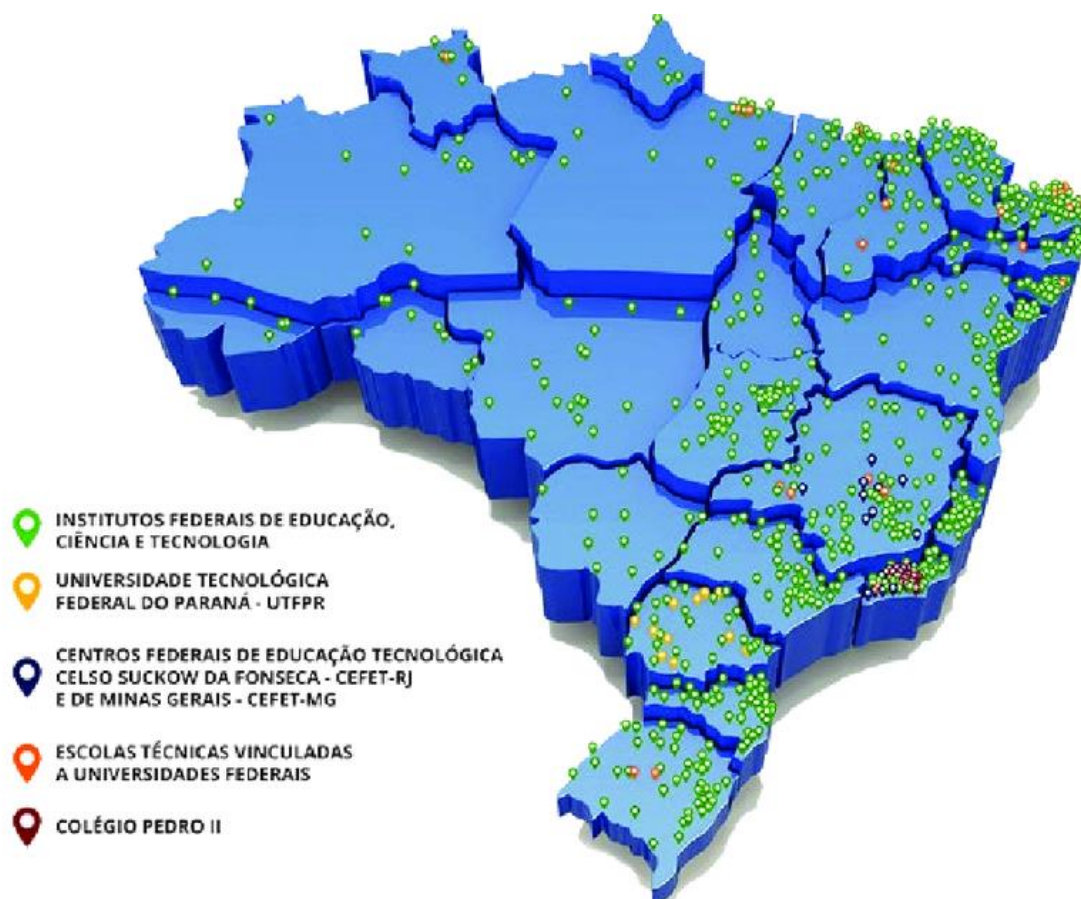 INSTITUTOS FEDERAIS DE EDUCAÇÃO,
CIÊNCIA E TECNOLOGIA
UNIVERSIDADE TECNOLÓGICA
FEDERAL DO PARANÁ - UTFPR
CENTROS FEDERAIS DE EDUCAÇÃO TECNOLÓGICA
CELSO SUCKOW DA FONSECA - CEFET-RJ
E DE MINAS GERAIS - CEFET-MG
ESCOLAS TÉCNICAS VINCULADAS
A UNIVERSIDADES FEDERAIS
COLÉGIO PEDRO II